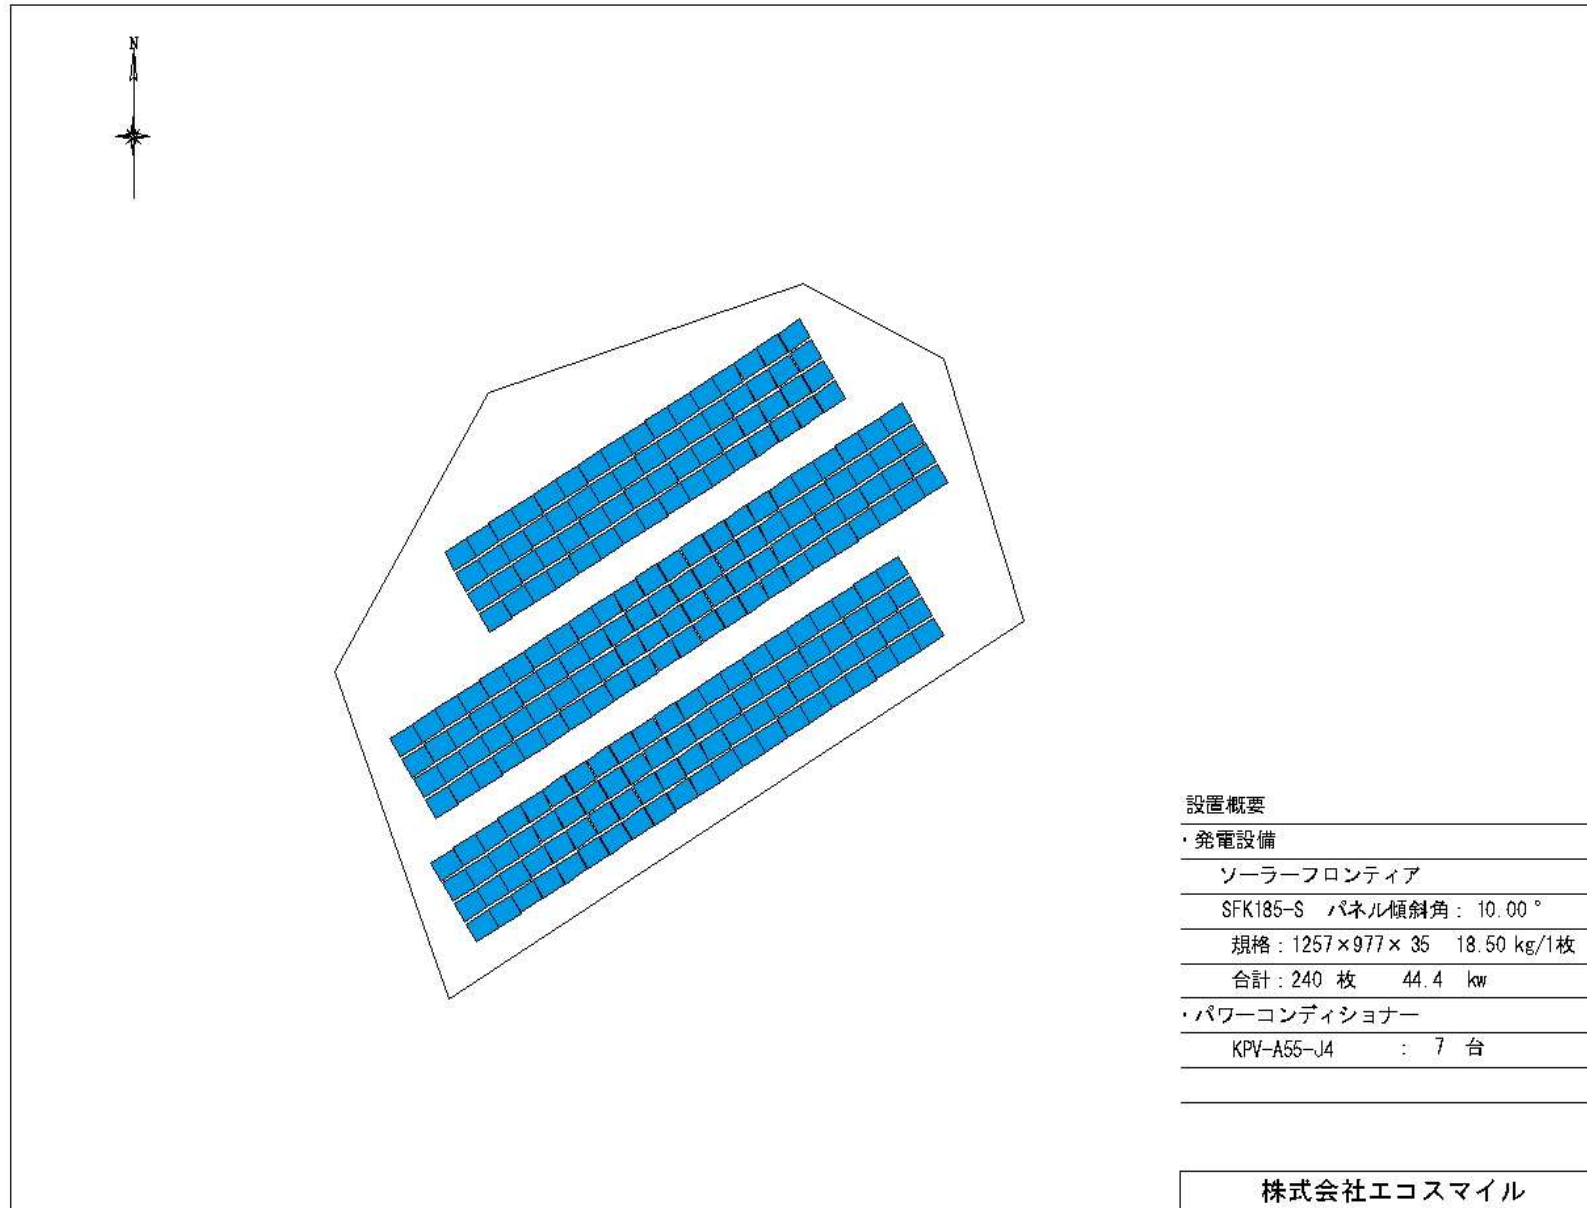 N
設置概要
・発電設備
ソーラーフロンティア
SFK185-S パネル傾斜角：10.00°
規格：1257×977×35 18.50 kg/1枚
合計：240 枚 44.4 kw
・パワーコンディショナー
KPV-A55-J4 ： 7 台
株式会社エコスマイル